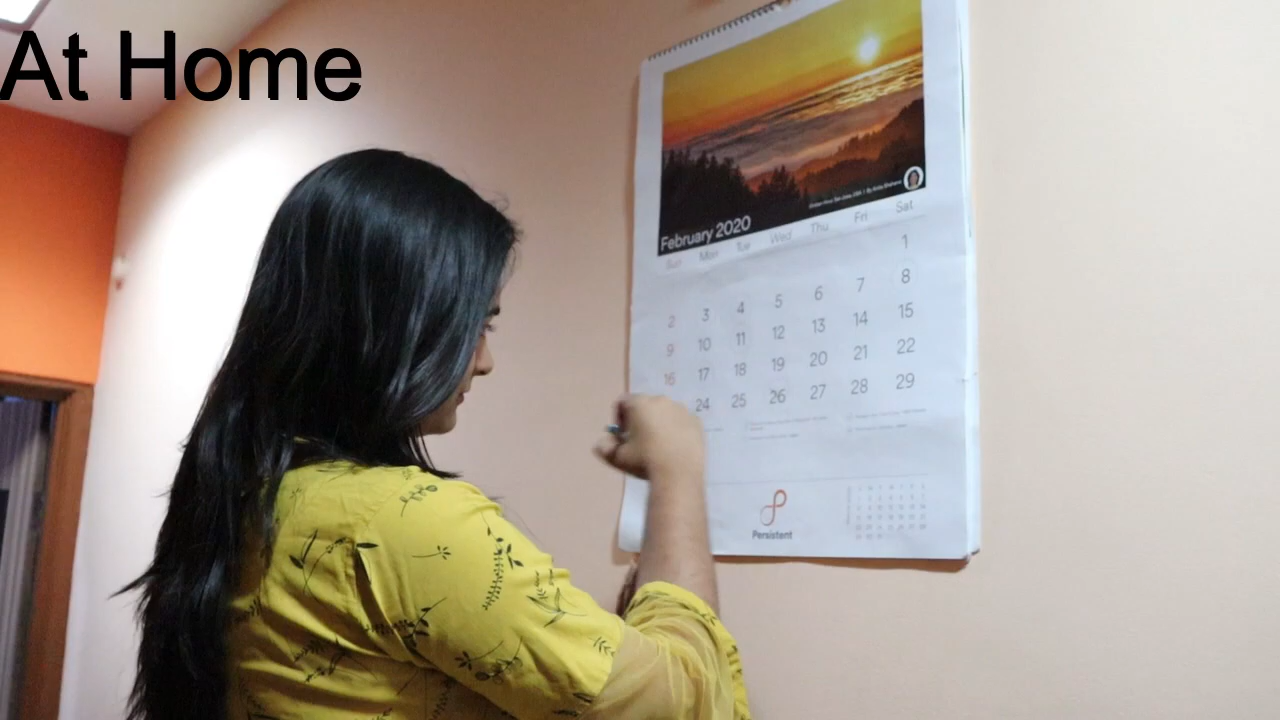 At Home
February 2020
Sun Mon Tue Wed Thu Fri Sat
1
2 3 4 5 6 7 8
9 10 11 12 13 14 15
16 17 18 19 20 21 22
24 25 26 27 28 29
Persistent